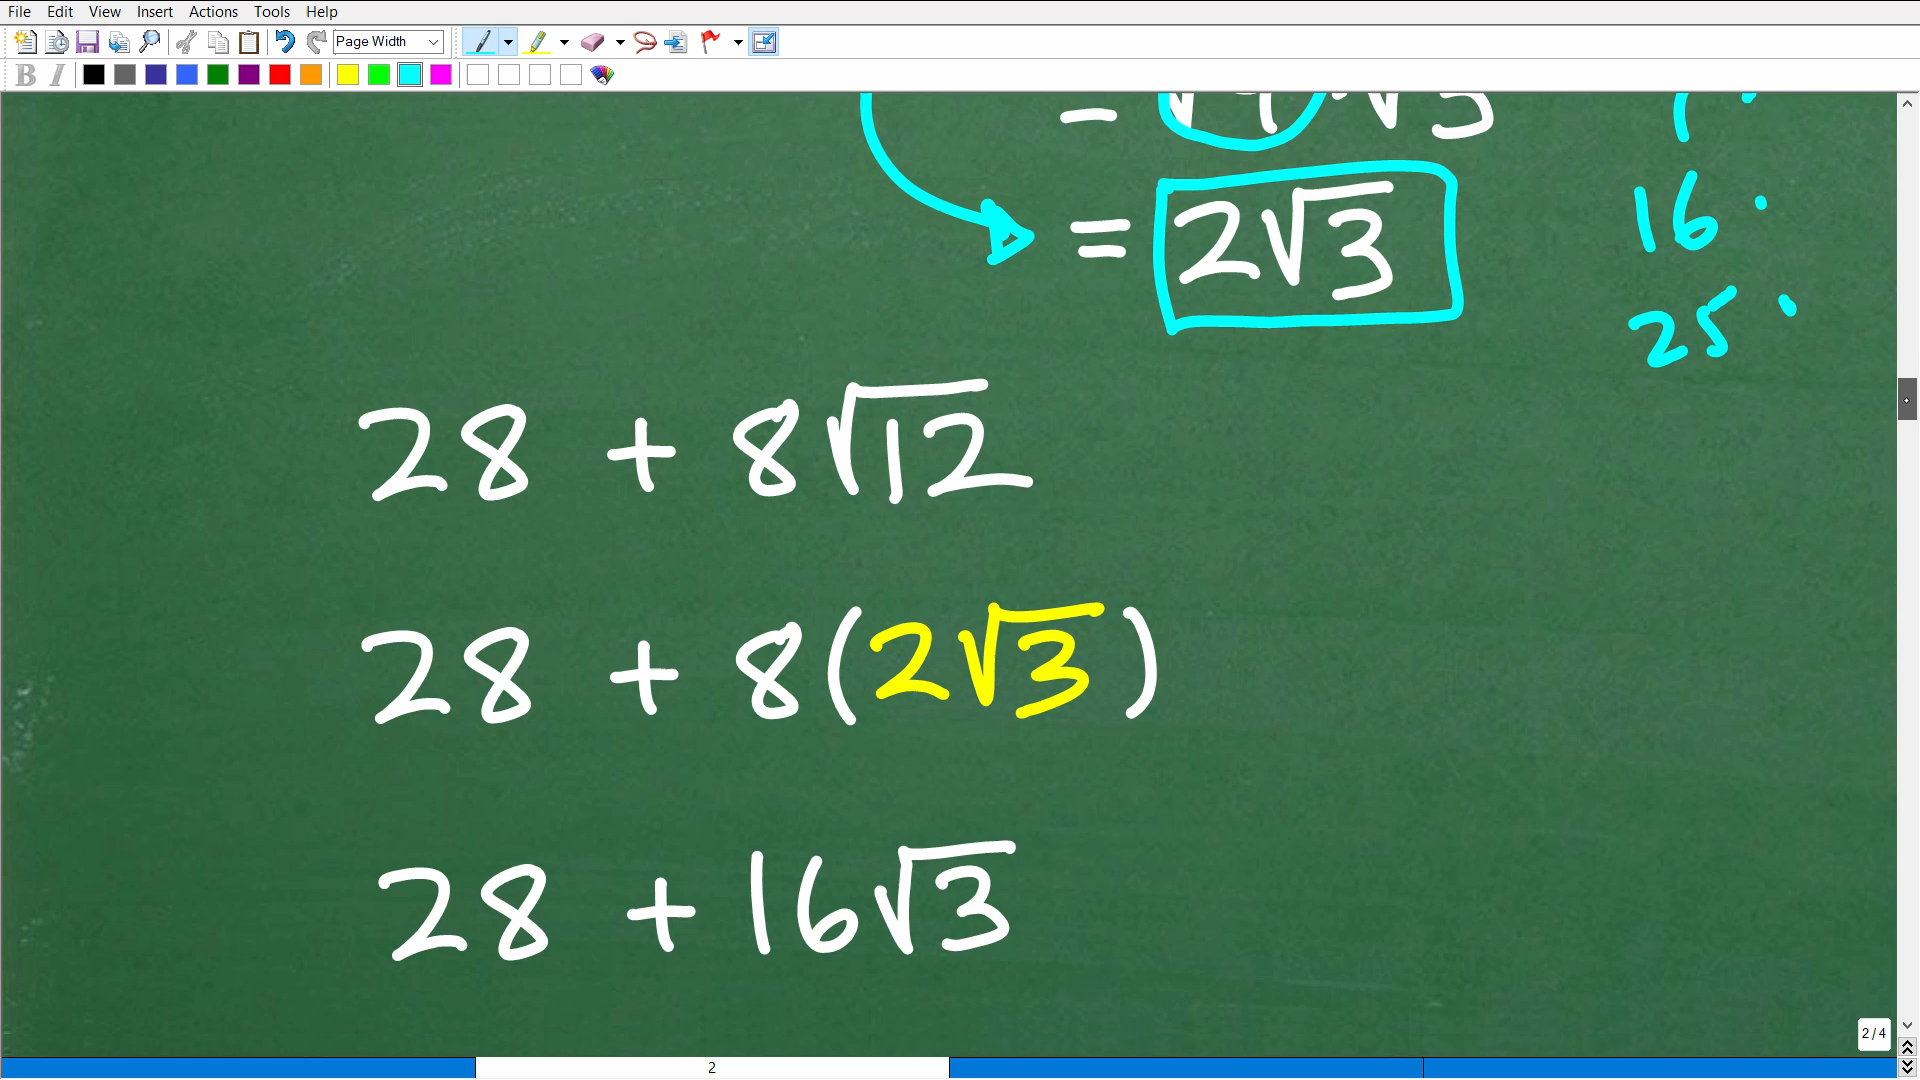 File Edit View Insert Actions Tools Help
Page Width
B I
= 2√3
16 .
25 .
28 + 8√12
28 + 8(2√3)
28 + 16√3
2 / 4
2